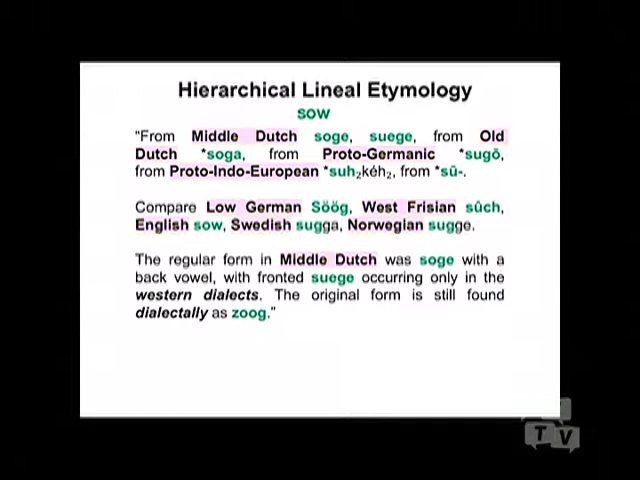 Hierarchical Lineal Etymology
sow
"From Middle Dutch soge, suege, from Old
Dutch *soga, from Proto-Germanic *sugō,
from Proto-Indo-European *suh₂kéh₂, from *sū-.
Compare Low German Söög, West Frisian sûch,
English sow, Swedish sugga, Norwegian sugge.
The regular form in Middle Dutch was soge with a
back vowel, with fronted suege occurring only in the
western dialects. The original form is still found
dialectally as zoog."
TV